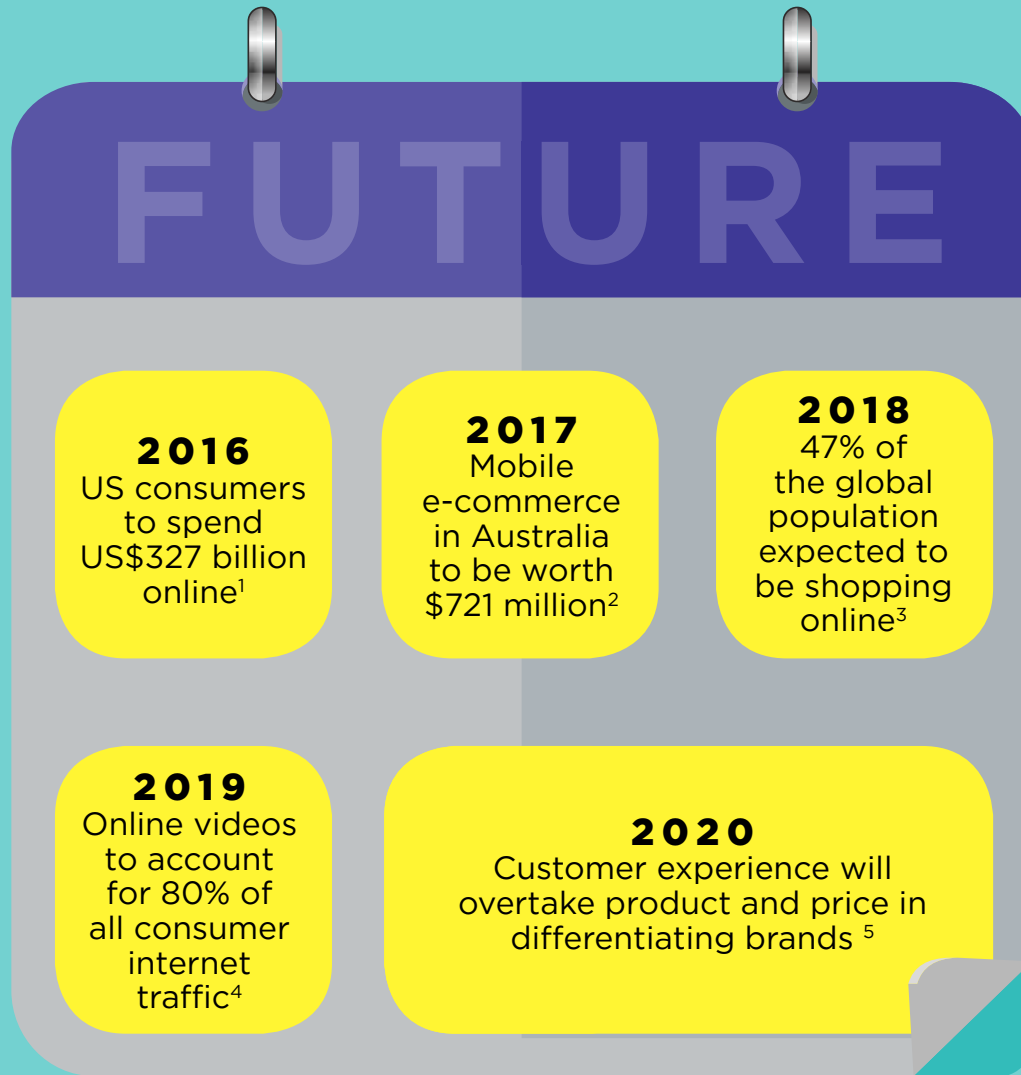 FUTURE
2016
US consumers
to spend
US$327 billion
online¹
2017
Mobile
e-commerce
in Australia
to be worth
$721 million²
2018
47% of
the global
population
expected to
be shopping
online³
2019
Online videos
to account
for 80% of
all consumer
internet
traffic⁴
2020
Customer experience will
overtake product and price in
differentiating brands ⁵